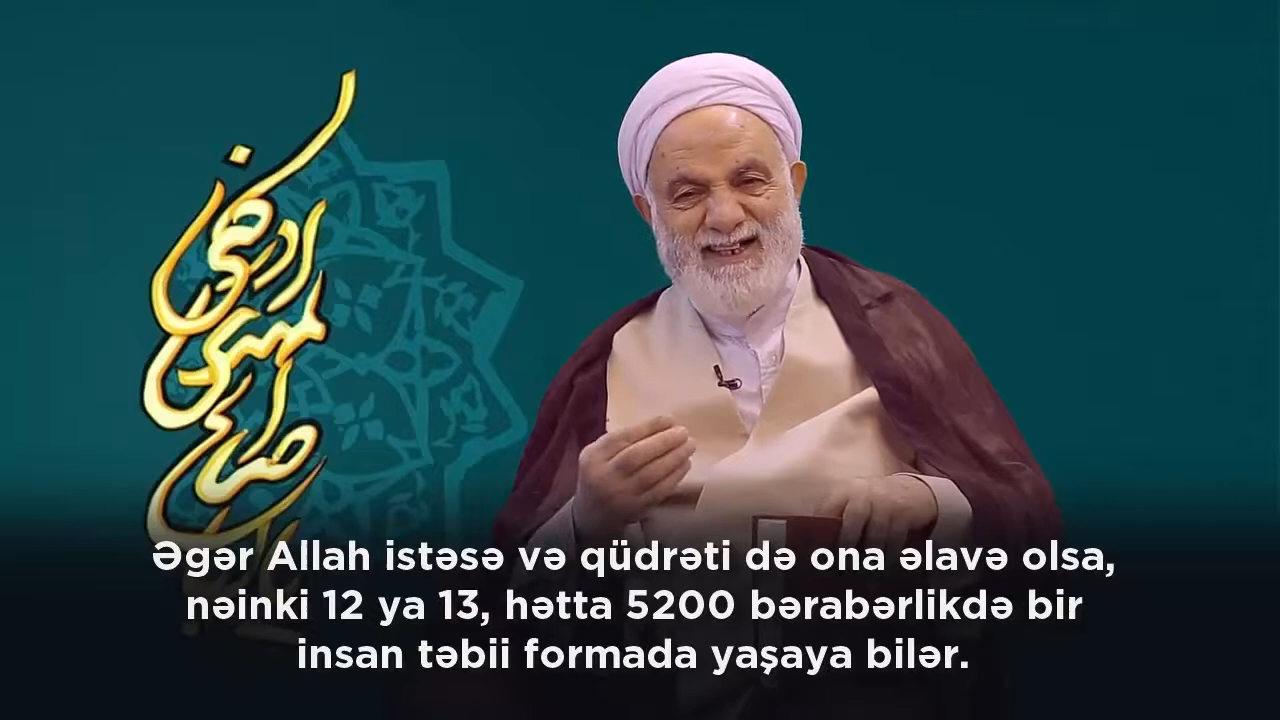 Əgər Allah istəsə və qüdrəti də ona əlavə olsa,
nəinki 12 ya 13, hətta 5200 bərabərlikdə bir
insan təbii formada yaşaya bilər.